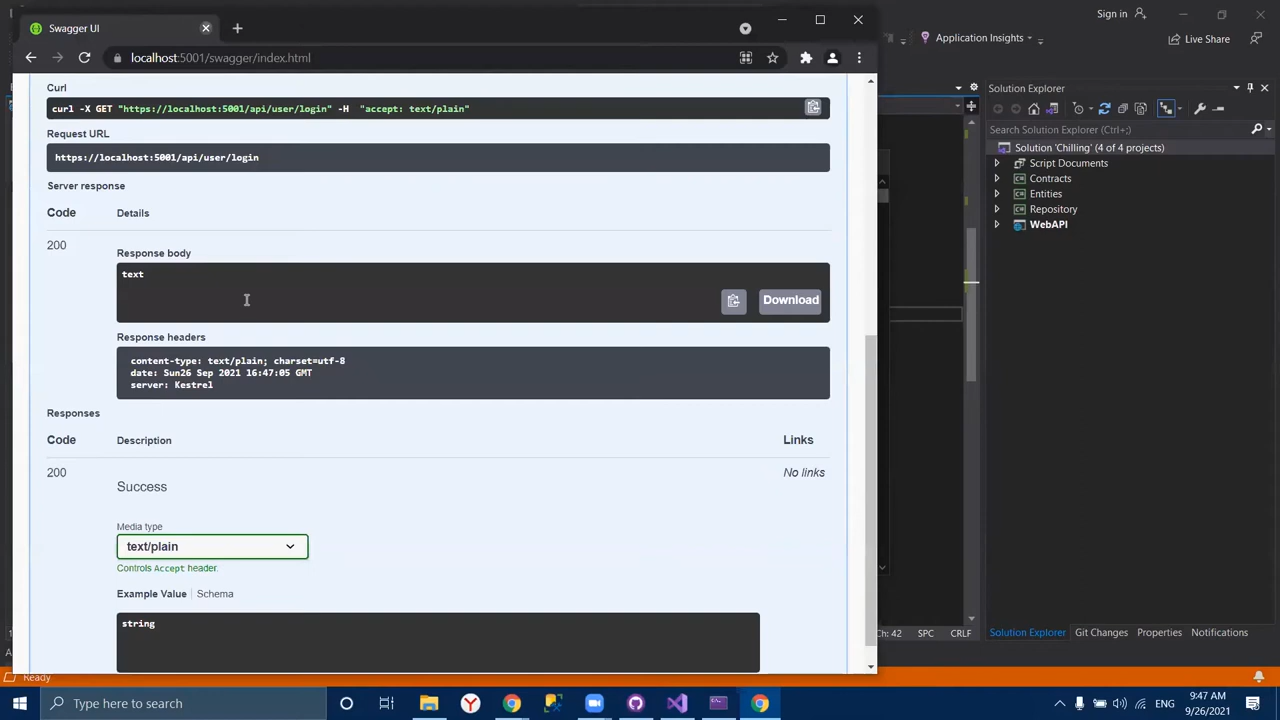 Swagger UI
Sign in
localhost:5001/swagger/index.html
Application Insights
Live Share
Curl
curl -X GET "https://localhost:5001/api/user/login" -H  "accept: text/plain"
Request URL
https://localhost:5001/api/user/login
Server response
Code Details
200
Response body
text
Download
Response headers
content-type: text/plain; charset=utf-8
date: Sun26 Sep 2021 16:47:05 GMT
server: Kestrel
Responses
Code Description Links
200 No links
Success
Media type
text/plain
Controls Accept header.
Example Value Schema
string
Solution Explorer
Search Solution Explorer (Ctrl+;)
Solution 'Chilling' (4 of 4 projects)
Script Documents
Contracts
Entities
Repository
WebAPI
Ch: 42 SPC CRLF
Solution Explorer Git Changes Properties Notifications
Ready
Type here to search
ENG
9:47 AM
9/26/2021